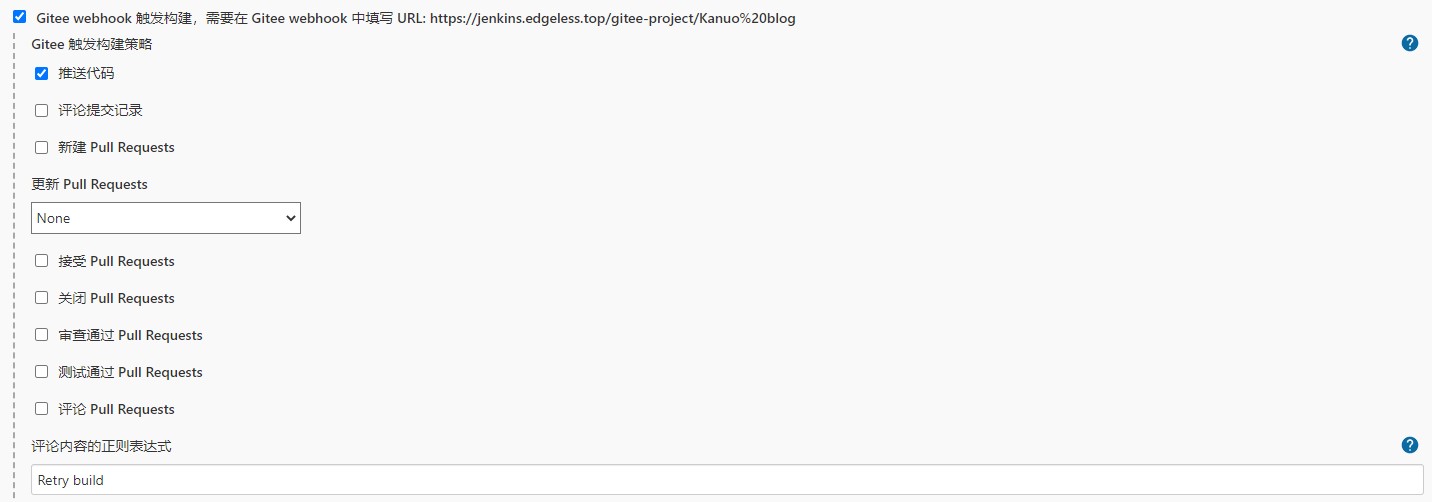 Gitee webhook 触发构建，需要在 Gitee webhook 中填写 URL: https://jenkins.edgeless.top/gitee-project/Kanuo%20blog
Gitee 触发构建策略
推送代码
评论提交记录
新建 Pull Requests
更新 Pull Requests
None
接受 Pull Requests
关闭 Pull Requests
审查通过 Pull Requests
测试通过 Pull Requests
评论 Pull Requests
评论内容的正则表达式
Retry build